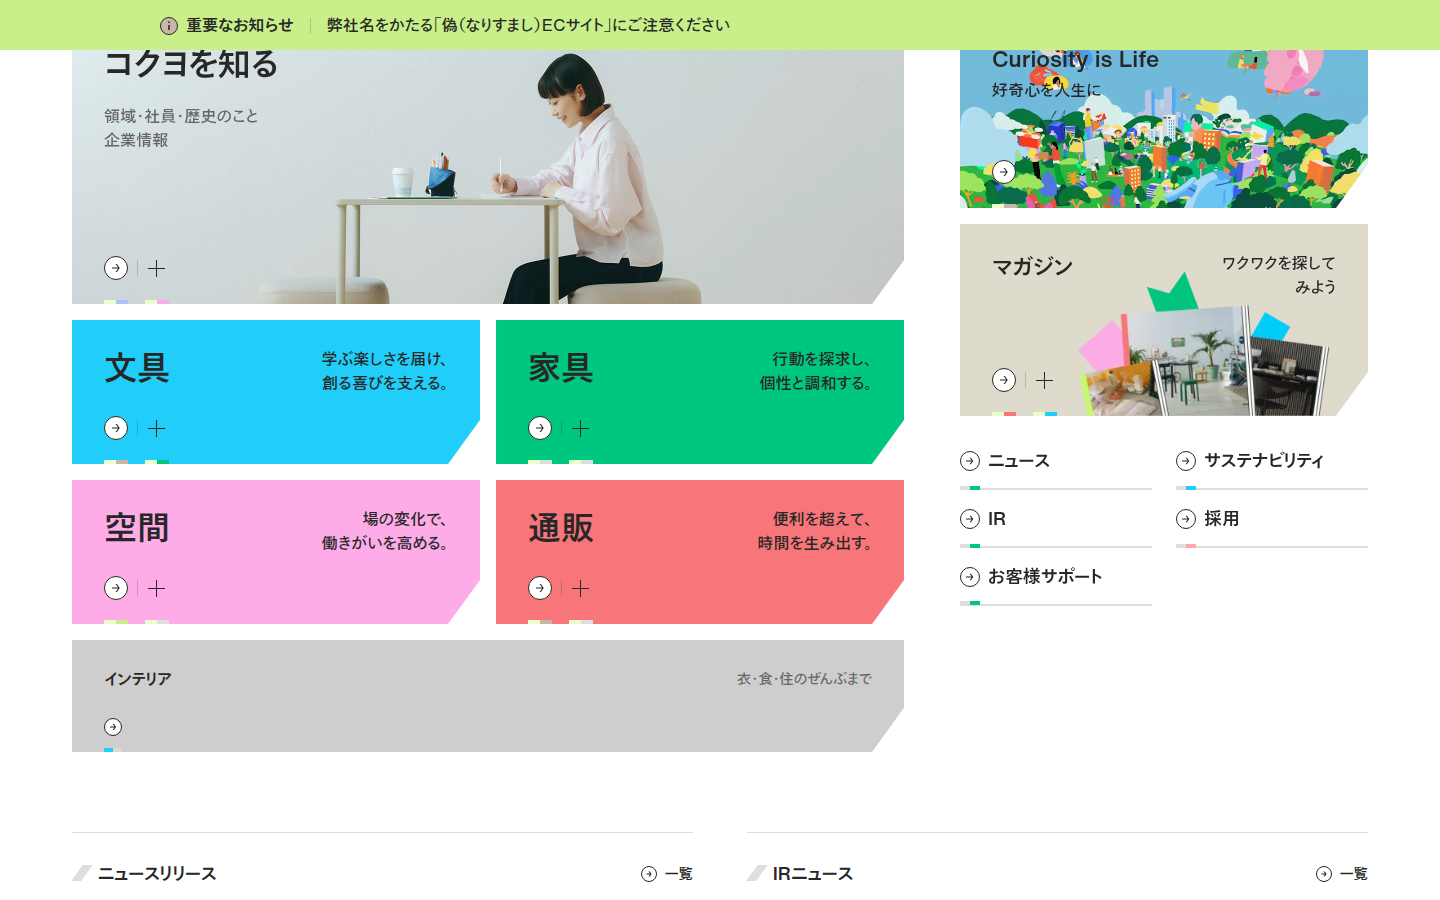 重要なお知らせ
弊社名をかたる「偽（なりすまし）ECサイト」にご注意ください
コクヨを知る
領域・社員・歴史のこと
企業情報
Curiosity is Life
好奇心を人生に
マガジン
ワクワクを探して
みよう
文具
学ぶ楽しさを届け、
創る喜びを支える。
家具
行動を探求し、
個性と調和する。
空間
場の変化で、
働きがいを高める。
通販
便利を超えて、
時間を生み出す。
インテリア
衣・食・住のぜんぶまで
ニュース
サステナビリティ
IR
採用
お客様サポート
ニュースリリース
一覧
IRニュース
一覧